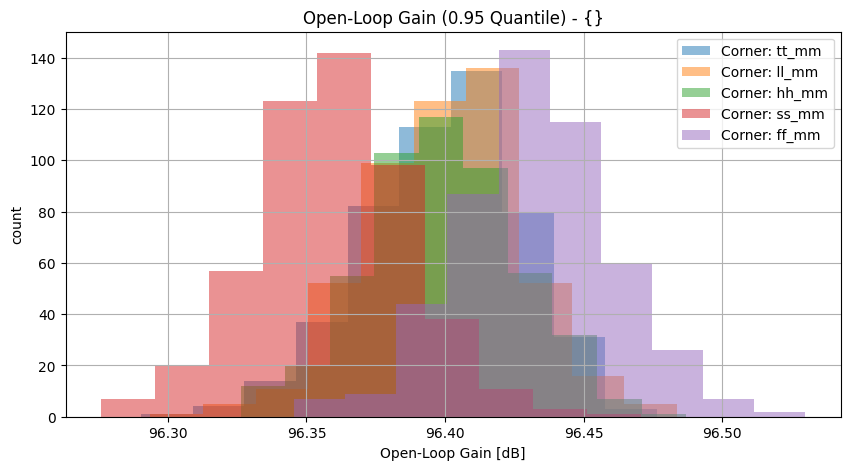 Open-Loop Gain (0.95 Quantile) - {}
Corner: tt_mm
Corner: ll_mm
Corner: hh_mm
Corner: ss_mm
Corner: ff_mm
count
140
120
100
80
60
40
20
0
96.30 96.35 96.40 96.45 96.50
Open-Loop Gain [dB]